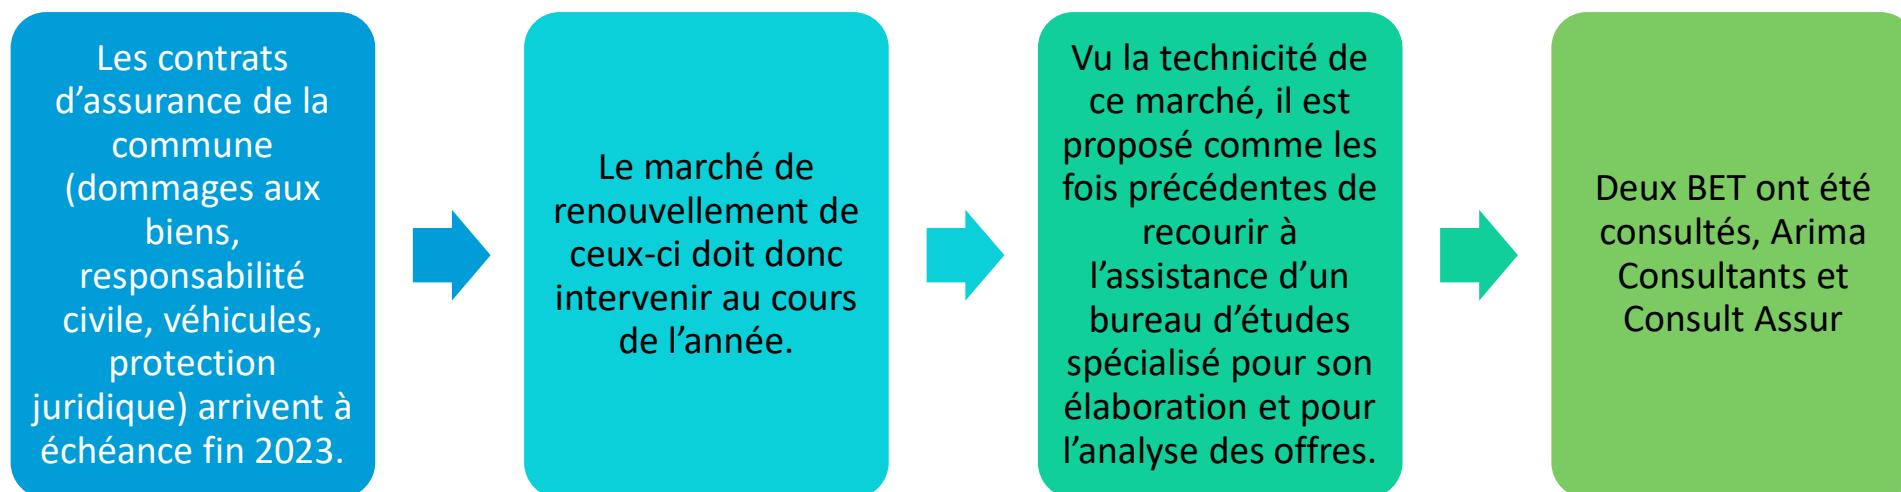 Les contrats
d’assurance de la
commune
(dommages aux
biens,
responsabilité
civile, véhicules,
protection
juridique) arrivent à
échéance fin 2023.
Le marché de
renouvellement de
ceux-ci doit donc
intervenir au cours
de l’année.
Vu la technicité de
ce marché, il est
proposé comme les
fois précédentes de
recourir à
l’assistance d’un
bureau d’études
spécialisé pour son
élaboration et pour
l’analyse des offres.
Deux BET ont été
consultés, Arima
Consultants et
Consult Assur